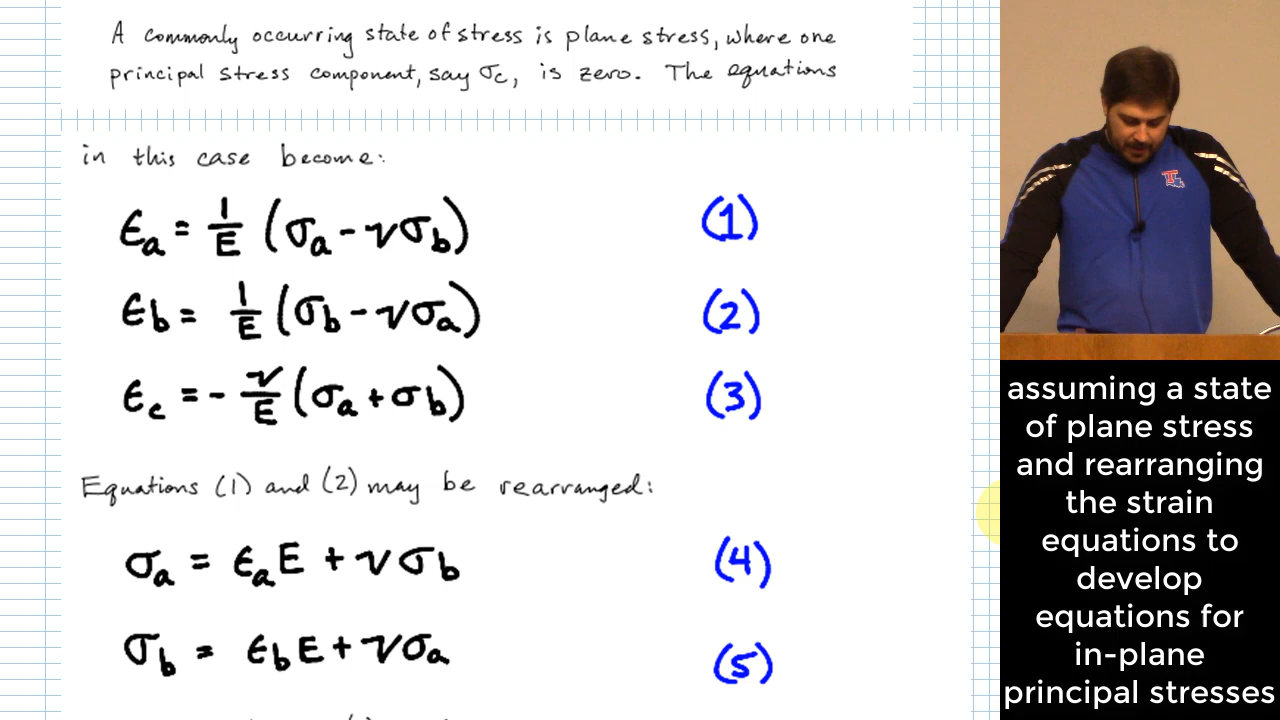 A commonly occurring state of stress is plane stress, where one
principal stress component, say σc, is zero. The equations
in this case become:
ϵa = 1/E (σa - νσb) (1)
ϵb = 1/E (σb - νσa) (2)
ϵc = - ν/E (σa + σb) (3)
Equations (1) and (2) may be rearranged:
σa = ϵa E + νσb (4)
σb = ϵb E + νσa (5)
T
assuming a state
of plane stress
and rearranging
the strain
equations to
develop
equations for
in-plane
principal stresses